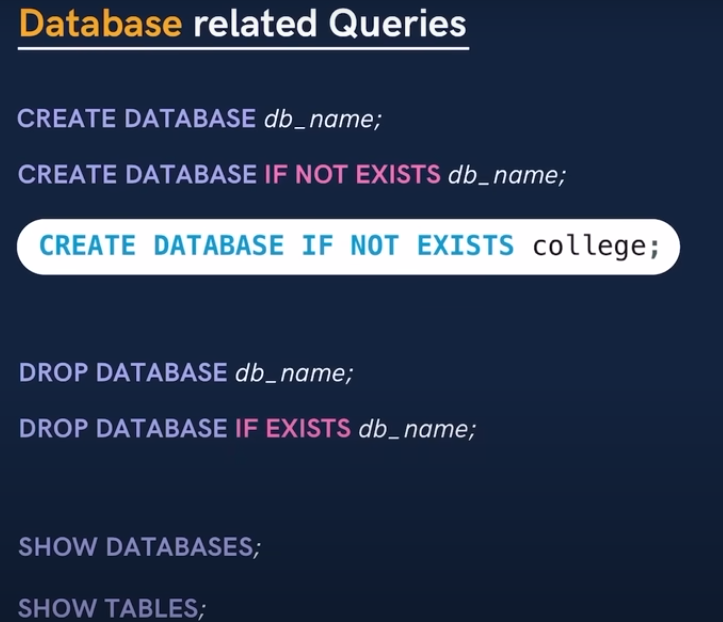 Database related Queries
CREATE DATABASE db_name;
CREATE DATABASE IF NOT EXISTS db_name;
CREATE DATABASE IF NOT EXISTS college;
DROP DATABASE db_name;
DROP DATABASE IF EXISTS db_name;
SHOW DATABASES;
SHOW TABLES;